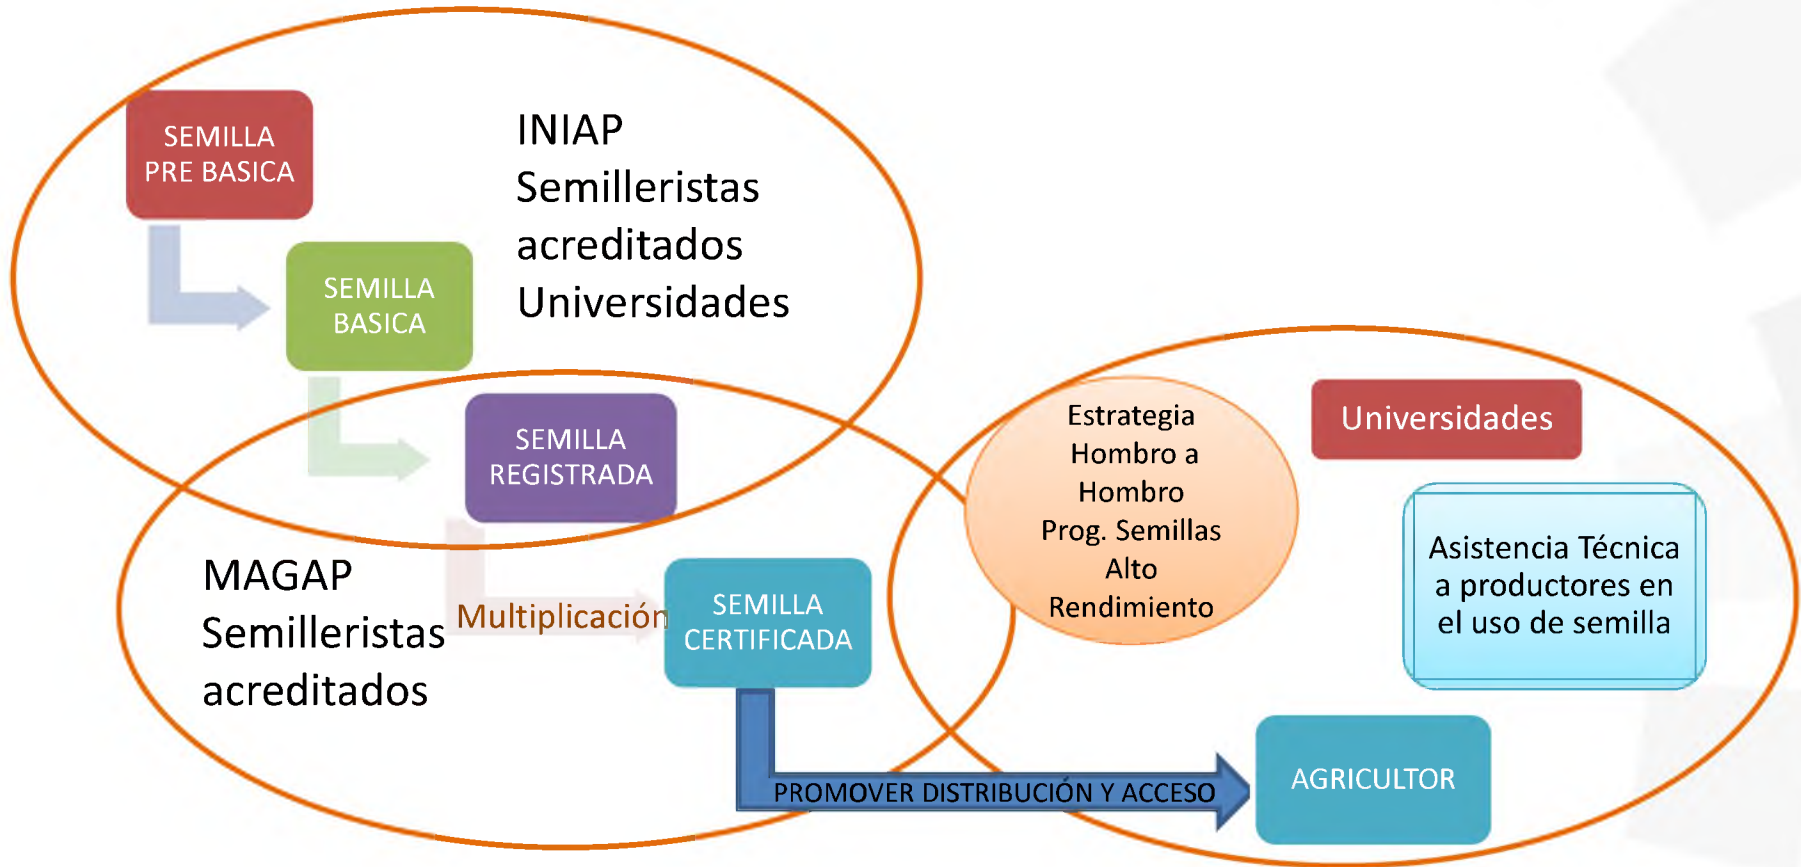 SEMILLA
PRE BASICA
INIAP
Semilleristas
acreditados
Universidades
SEMILLA
BASICA
SEMILLA
REGISTRADA
MAGAP
Semilleristas
acreditados
Multiplicación
SEMILLA
CERTIFICADA
Estrategia
Hombro a
Hombro
Prog. Semillas
Alto
Rendimiento
Universidades
Asistencia Técnica
a productores en
el uso de semilla
PROMOVER DISTRIBUCIÓN Y ACCESO
AGRICULTOR